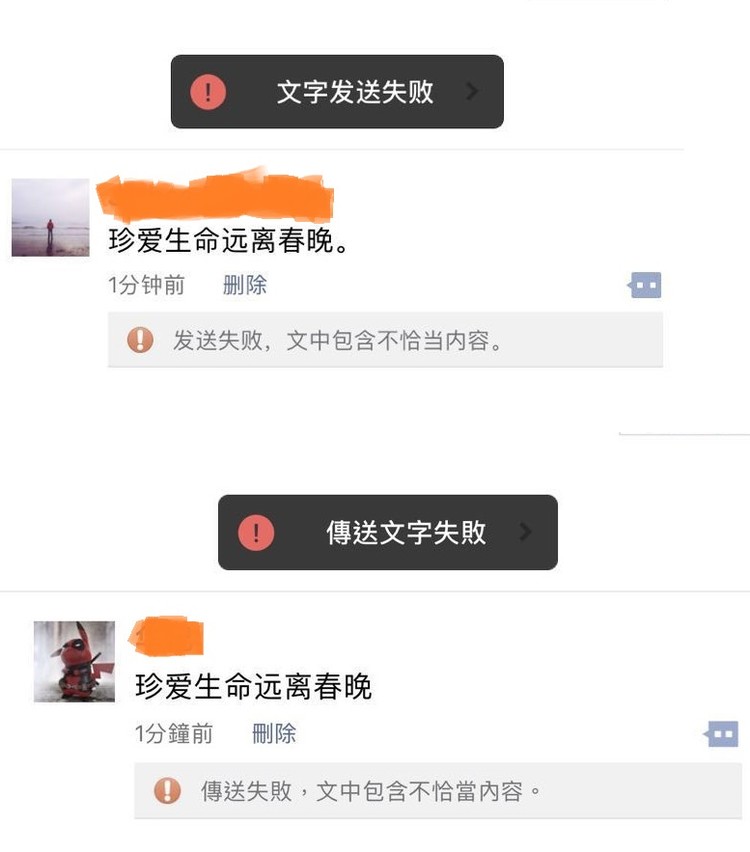 文字发送失败
珍爱生命远离春晚。
1分钟前 删除
发送失败，文中包含不恰当内容。
傳送文字失敗
珍爱生命远离春晚
1分鐘前 刪除
傳送失敗，文中包含不恰當內容。